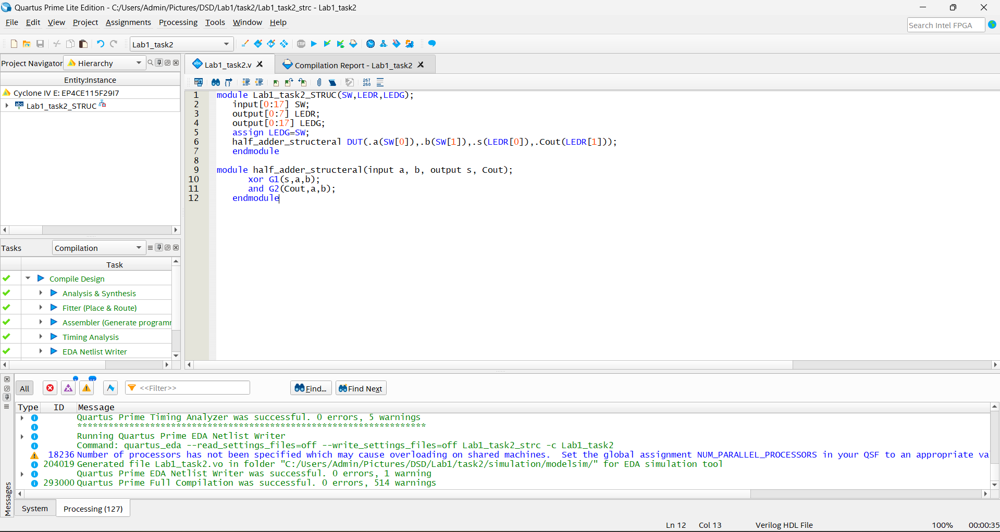 Quartus Prime Lite Edition - C:/Users/Admin/Pictures/DSD/Lab1/task2/Lab1_task2_strc - Lab1_task2
File Edit View Project Assignments Processing Tools Window Help
Search Intel FPGA
Lab1_task2
STOP
Project Navigator Hierarchy
Entity:Instance
Cyclone IV E: EP4CE115F29I7
abc Lab1_task2_STRUC
Tasks Compilation
Task
Compile Design
Analysis & Synthesis
Fitter (Place & Route)
Assembler (Generate programm
Timing Analysis
EDA Netlist Writer
abc Lab1_task2.v
Compilation Report - Lab1_task2
267
268
1 module Lab1_task2_STRUC(SW,LEDR,LEDG);
2 input[0:17] SW;
3 output[0:7] LEDR;
4 output[0:17] LEDG;
5 assign LEDG=SW;
6 half_adder_structeral DUT(.a(SW[0]),.b(SW[1]),.s(LEDR[0]),.Cout(LEDR[1]));
7 endmodule
8
9 module half_adder_structeral(input a, b, output s, Cout);
10 xor G1(s,a,b);
11 and G2(Cout,a,b);
12 endmodule
All <<Filter>> Find... Find Next
Type ID Message
Quartus Prime Timing Analyzer was successful. 0 errors, 5 warnings
*******************************************************************
Running Quartus Prime EDA Netlist Writer
Command: quartus_eda --read_settings_files=off --write_settings_files=off Lab1_task2_strc -c Lab1_task2
18236 Number of processors has not been specified which may cause overloading on shared machines. Set the global assignment NUM_PARALLEL_PROCESSORS in your QSF to an appropriate va
204019 Generated file Lab1_task2.vo in folder "C:/Users/Admin/Pictures/DSD/Lab1/task2/simulation/modelsim/" for EDA simulation tool
Quartus Prime EDA Netlist Writer was successful. 0 errors, 1 warning
293000 Quartus Prime Full Compilation was successful. 0 errors, 514 warnings
Messages
System Processing (127)
Ln 12 Col 13 Verilog HDL File 100% 00:00:35